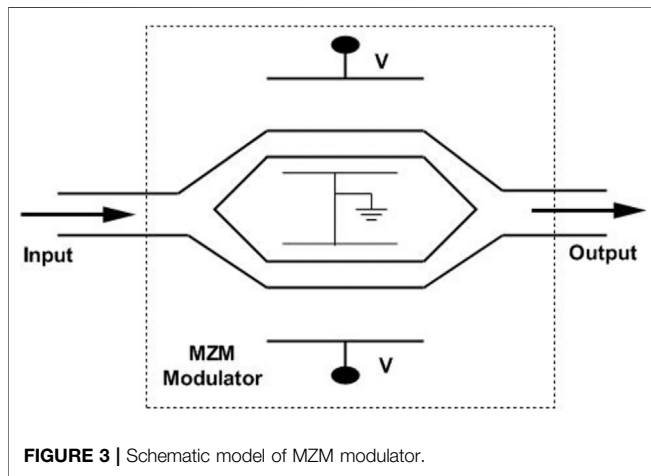 V
Input
Output
MZM
Modulator
V
FIGURE 3 | Schematic model of MZM modulator.